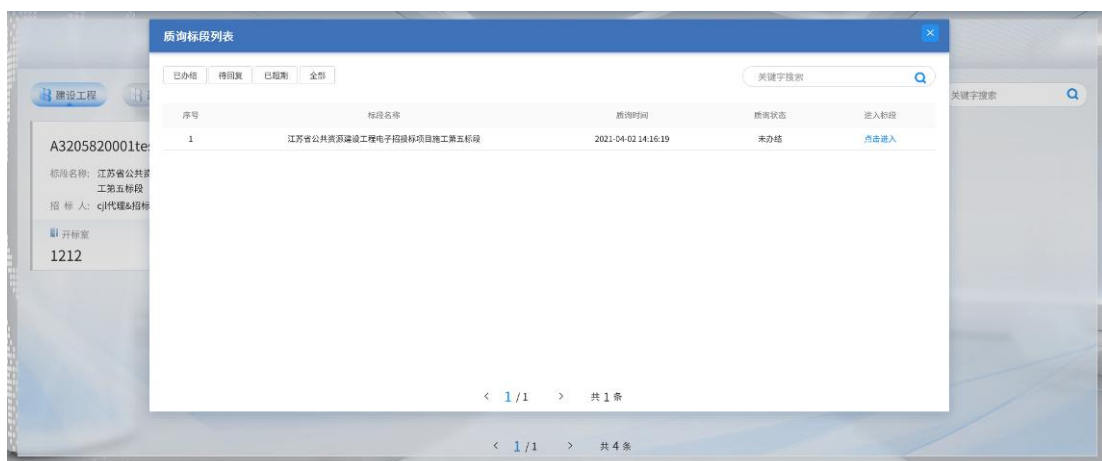 质询标段列表
已办结 待回复 已超期 全部 关键字搜索
序号 标段名称 质询时间 质询状态 进入标段
1 江苏省公共资源建设工程电子招投标项目施工第五标段 2021-04-02 14:16:19 未办结 点击进入
< 1 / 1 > 共 1 条
建设工程
关键字搜索
A3205820001te
标段名称: 江苏省公共资
工第五标段
招 标 人: cjl代理&招标
开标室
1212
< 1 / 1 > 共 4 条